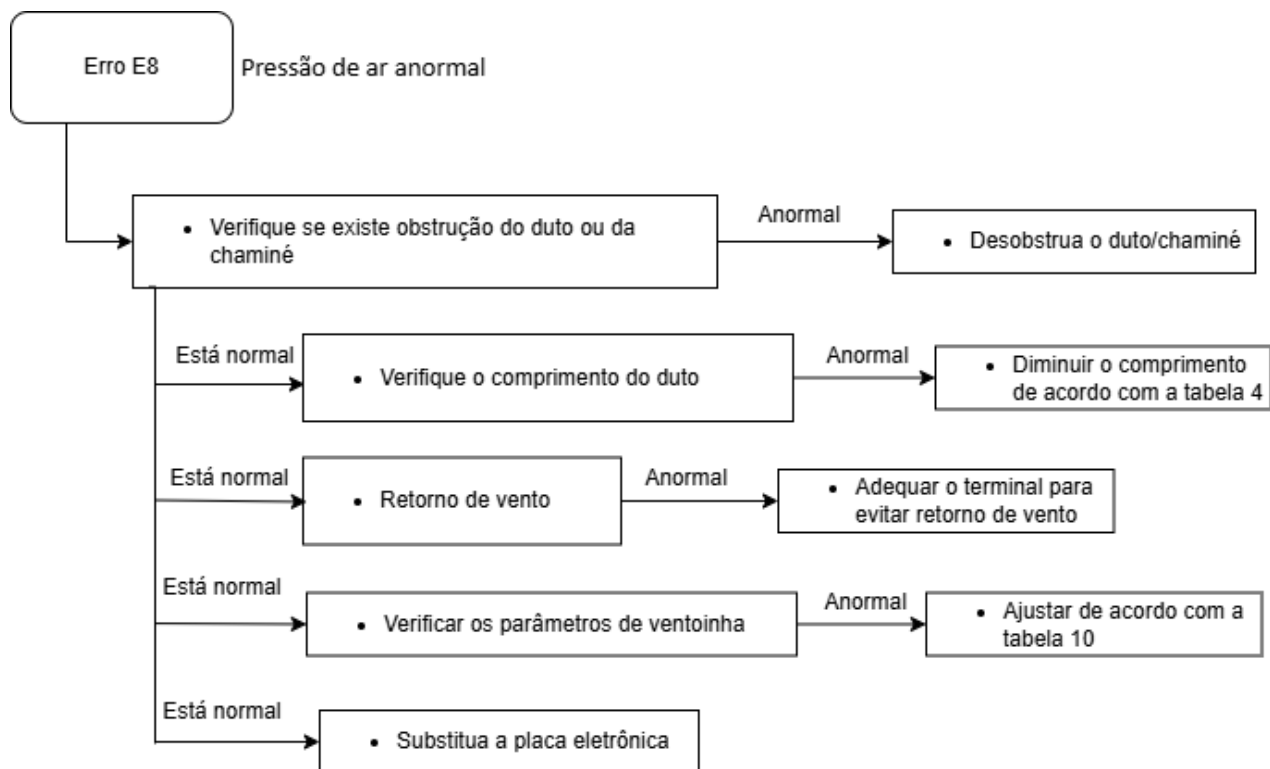 Erro E8
Pressão de ar anormal
• Verifique se existe obstrução do duto ou da
chaminé
Anormal
• Desobstrua o duto/chaminé
Está normal
• Verifique o comprimento do duto
Anormal
• Diminuir o comprimento
de acordo com a tabela 4
Está normal
• Retorno de vento
Anormal
• Adequar o terminal para
evitar retorno de vento
Está normal
• Verificar os parâmetros de ventoinha
Anormal
• Ajustar de acordo com a
tabela 10
Está normal
• Substitua a placa eletrônica